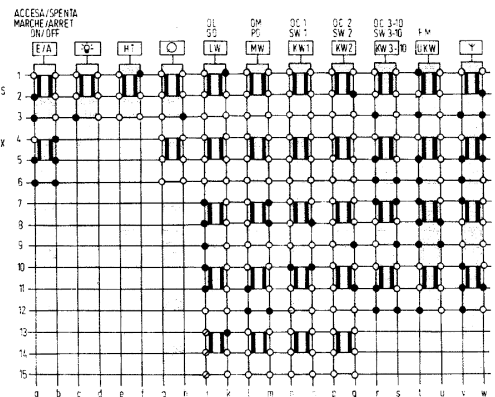 ACCESA/SPENTA
MARCHE/ARRET
ON/OFF
OL OM OC 1 OC 2 OC 3-10
GO PO SW 1 SW 2 SW 3-10 FM
E/A HT LW MW KW1 KW2 KW3-10 UKW
1
S 2
3
X 4
5
6
7
8
9
10
11
12
13
14
15
a b c d e f k l m q r s t u v w